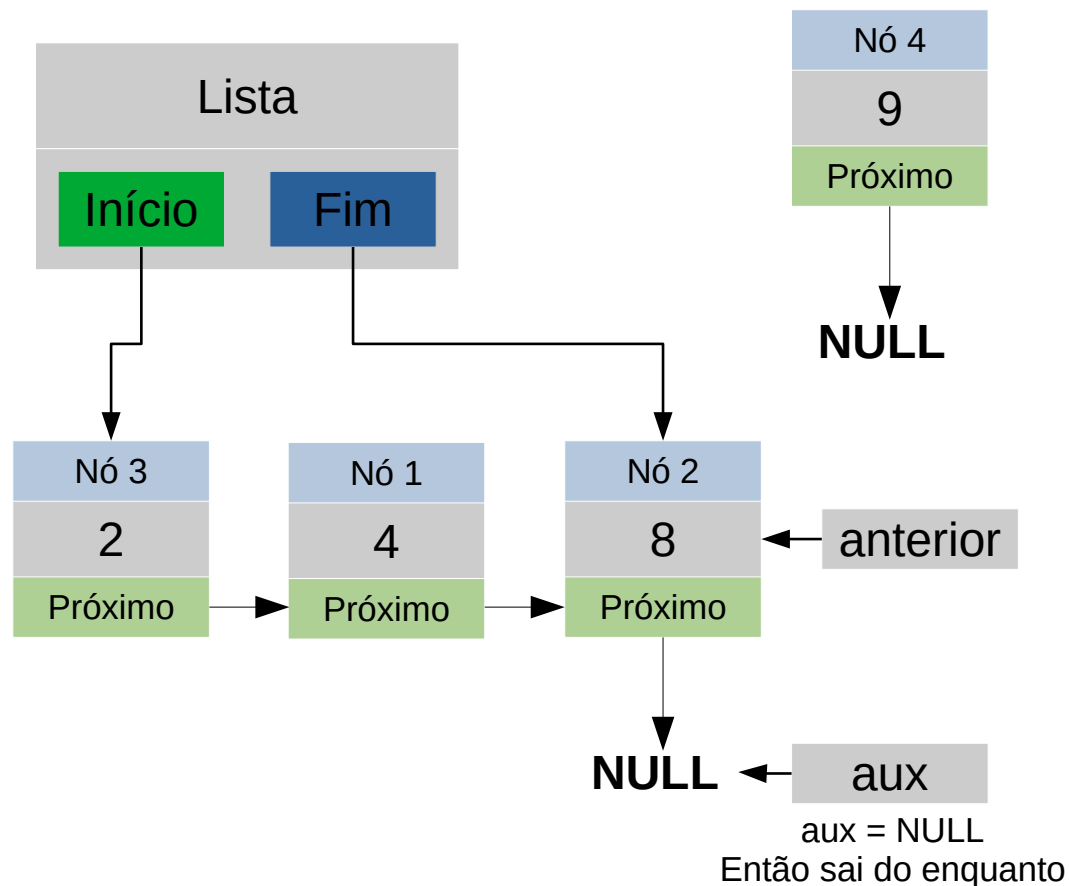 Lista
Início
Fim
Nó 4
9
Próximo
NULL
Nó 3
2
Próximo
Nó 1
4
Próximo
Nó 2
8
Próximo
anterior
NULL
aux
aux = NULL
Então sai do enquanto